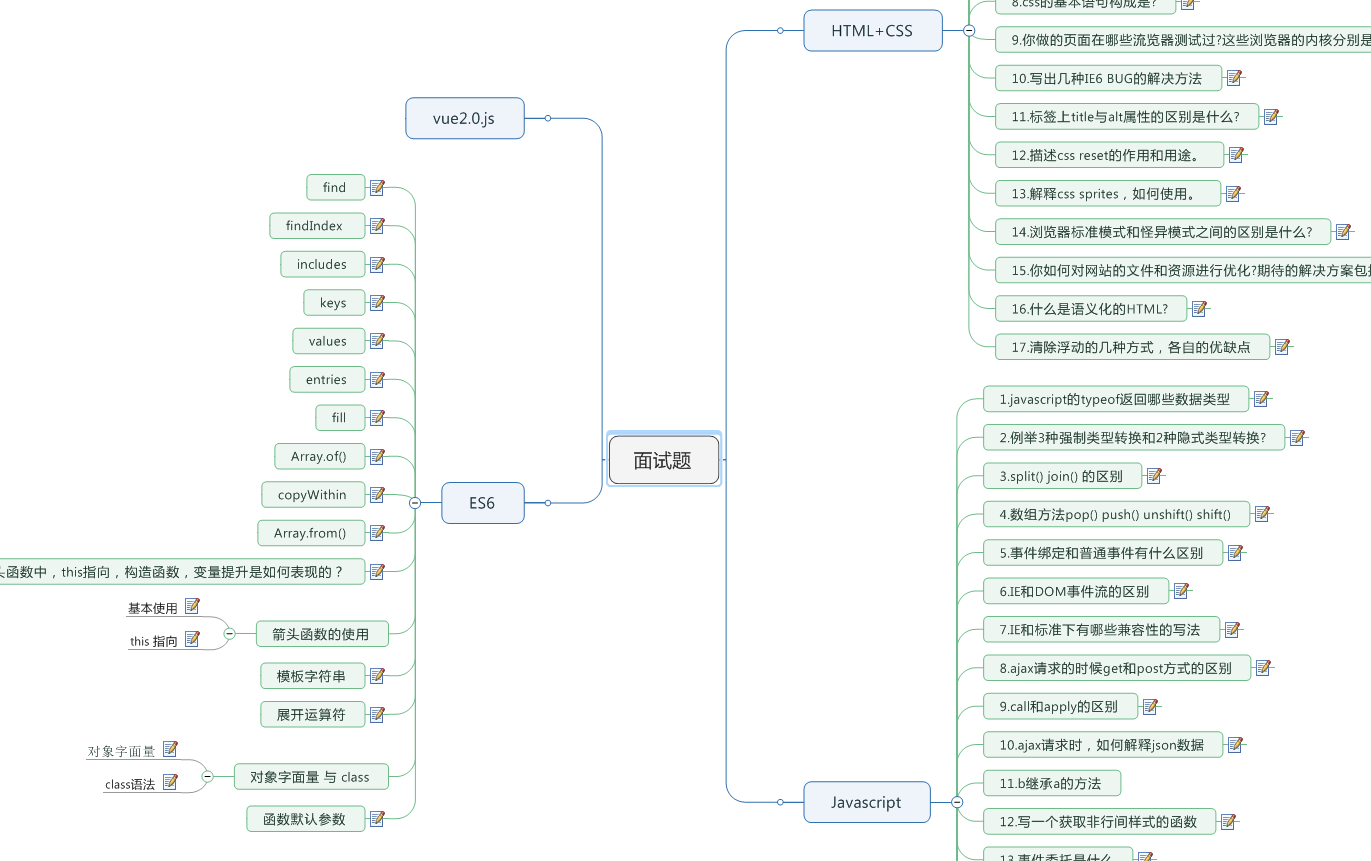 面试题
HTML+CSS
8.css的基本语句构成是?
9.你做的页面在哪些流览器测试过?这些浏览器的内核分别是
10.写出几种IE6 BUG的解决方法
11.标签上title与alt属性的区别是什么?
12.描述css reset的作用和用途。
13.解释css sprites，如何使用。
14.浏览器标准模式和怪异模式之间的区别是什么?
15.你如何对网站的文件和资源进行优化?期待的解决方案包括
16.什么是语义化的HTML?
17.清除浮动的几种方式，各自的优缺点
Javascript
1.javascript的typeof返回哪些数据类型
2.例举3种强制类型转换和2种隐式类型转换?
3.split() join() 的区别
4.数组方法pop() push() unshift() shift()
5.事件绑定和普通事件有什么区别
6.IE和DOM事件流的区别
7.IE和标准下有哪些兼容性的写法
8.ajax请求的时候get和post方式的区别
9.call和apply的区别
10.ajax请求时，如何解释json数据
11.b继承a的方法
12.写一个获取非行间样式的函数
13.事件委托是什么
vue2.0.js
ES6
find
findIndex
includes
keys
values
entries
fill
Array.of()
copyWithin
Array.from()
头函数中，this指向，构造函数，变量提升是如何表现的？
箭头函数的使用
基本使用
this 指向
模板字符串
展开运算符
对象字面量 与 class
对象字面量
class语法
函数默认参数